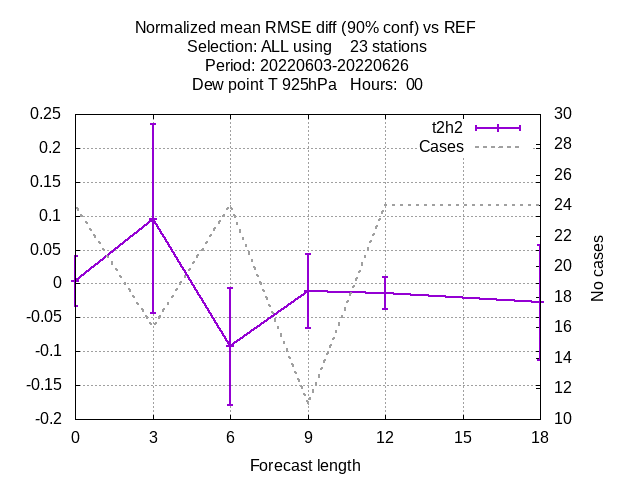 Normalized mean RMSE diff (90% conf) vs REF
Selection: ALL using 23 stations
Period: 20220603-20220626
Dew point T 925hPa Hours: 00
t2h2
Cases
0.25
0.2
0.15
0.1
0.05
0
-0.05
-0.1
-0.15
-0.2
30
28
26
24
22
20
18
16
14
12
10
No cases
0 3 6 9 12 15 18
Forecast length